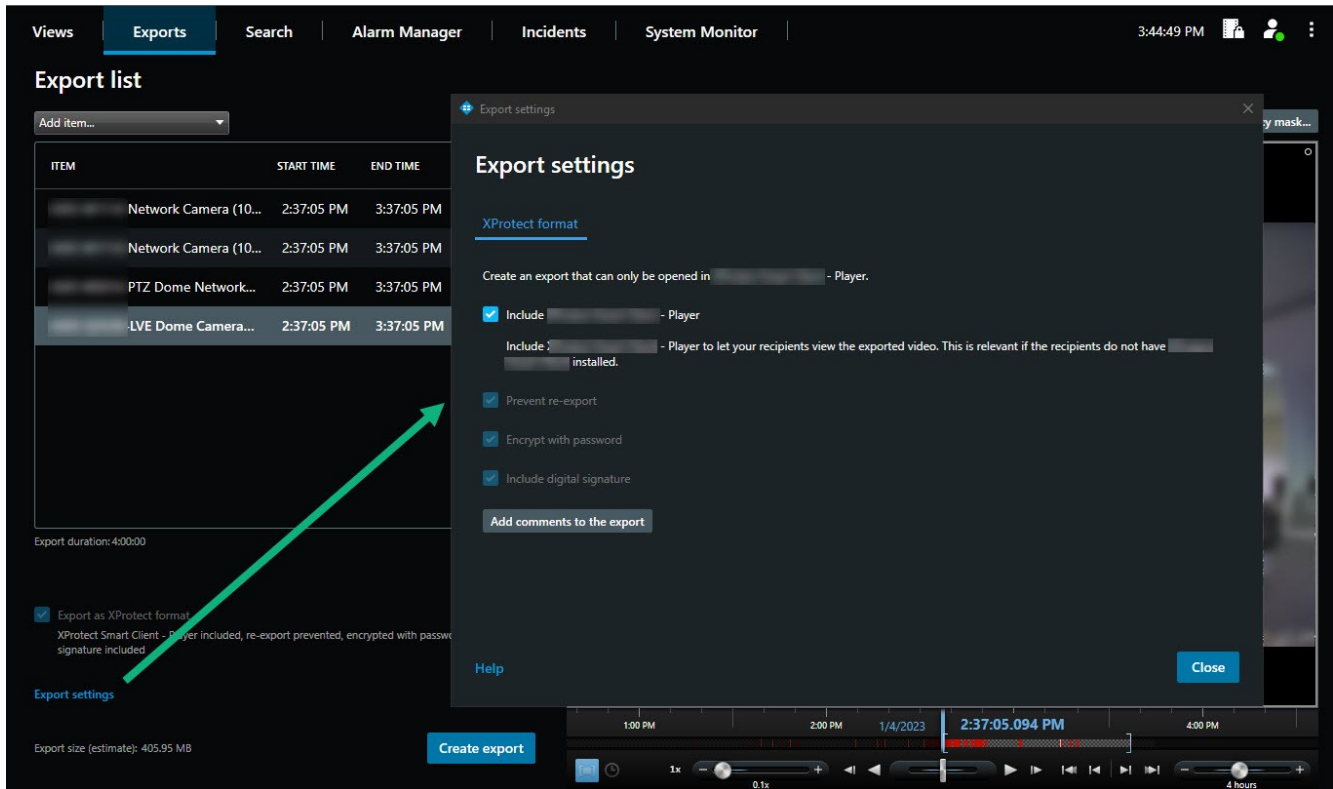 Views
Exports
Search
Alarm Manager
Incidents
System Monitor
3:44:49 PM
Export list
Add item...
Export settings
y mask...
ITEM START TIME END TIME
Network Camera (10... 2:37:05 PM 3:37:05 PM
Network Camera (10... 2:37:05 PM 3:37:05 PM
PTZ Dome Network... 2:37:05 PM 3:37:05 PM
-LVE Dome Camera... 2:37:05 PM 3:37:05 PM
Export duration: 4:00:00
Export as XProtect format
XProtect Smart Client - Player included, re-export prevented, encrypted with passwo
signature included
Export settings
Export size (estimate): 405.95 MB
Create export
Export settings
XProtect format
Create an export that can only be opened in - Player.
Include - Player
Include - Player to let your recipients view the exported video. This is relevant if the recipients do not have
installed.
Prevent re-export
Encrypt with password
Include digital signature
Add comments to the export
Help
Close
1:00 PM 2:00 PM 1/4/2023 2:37:05.094 PM 4:00 PM
1x
0.1x
4 hours